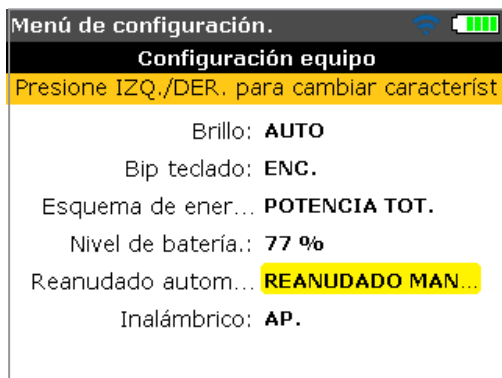 Menú de configuración.
Configuración equipo
Presione IZQ./DER. para cambiar característ
Brillo: AUTO
Bip teclado: ENC.
Esquema de ener... POTENCIA TOT.
Nivel de batería.: 77 %
Reanudado autom... REANUDADO MAN...
Inalámbrico: AP.